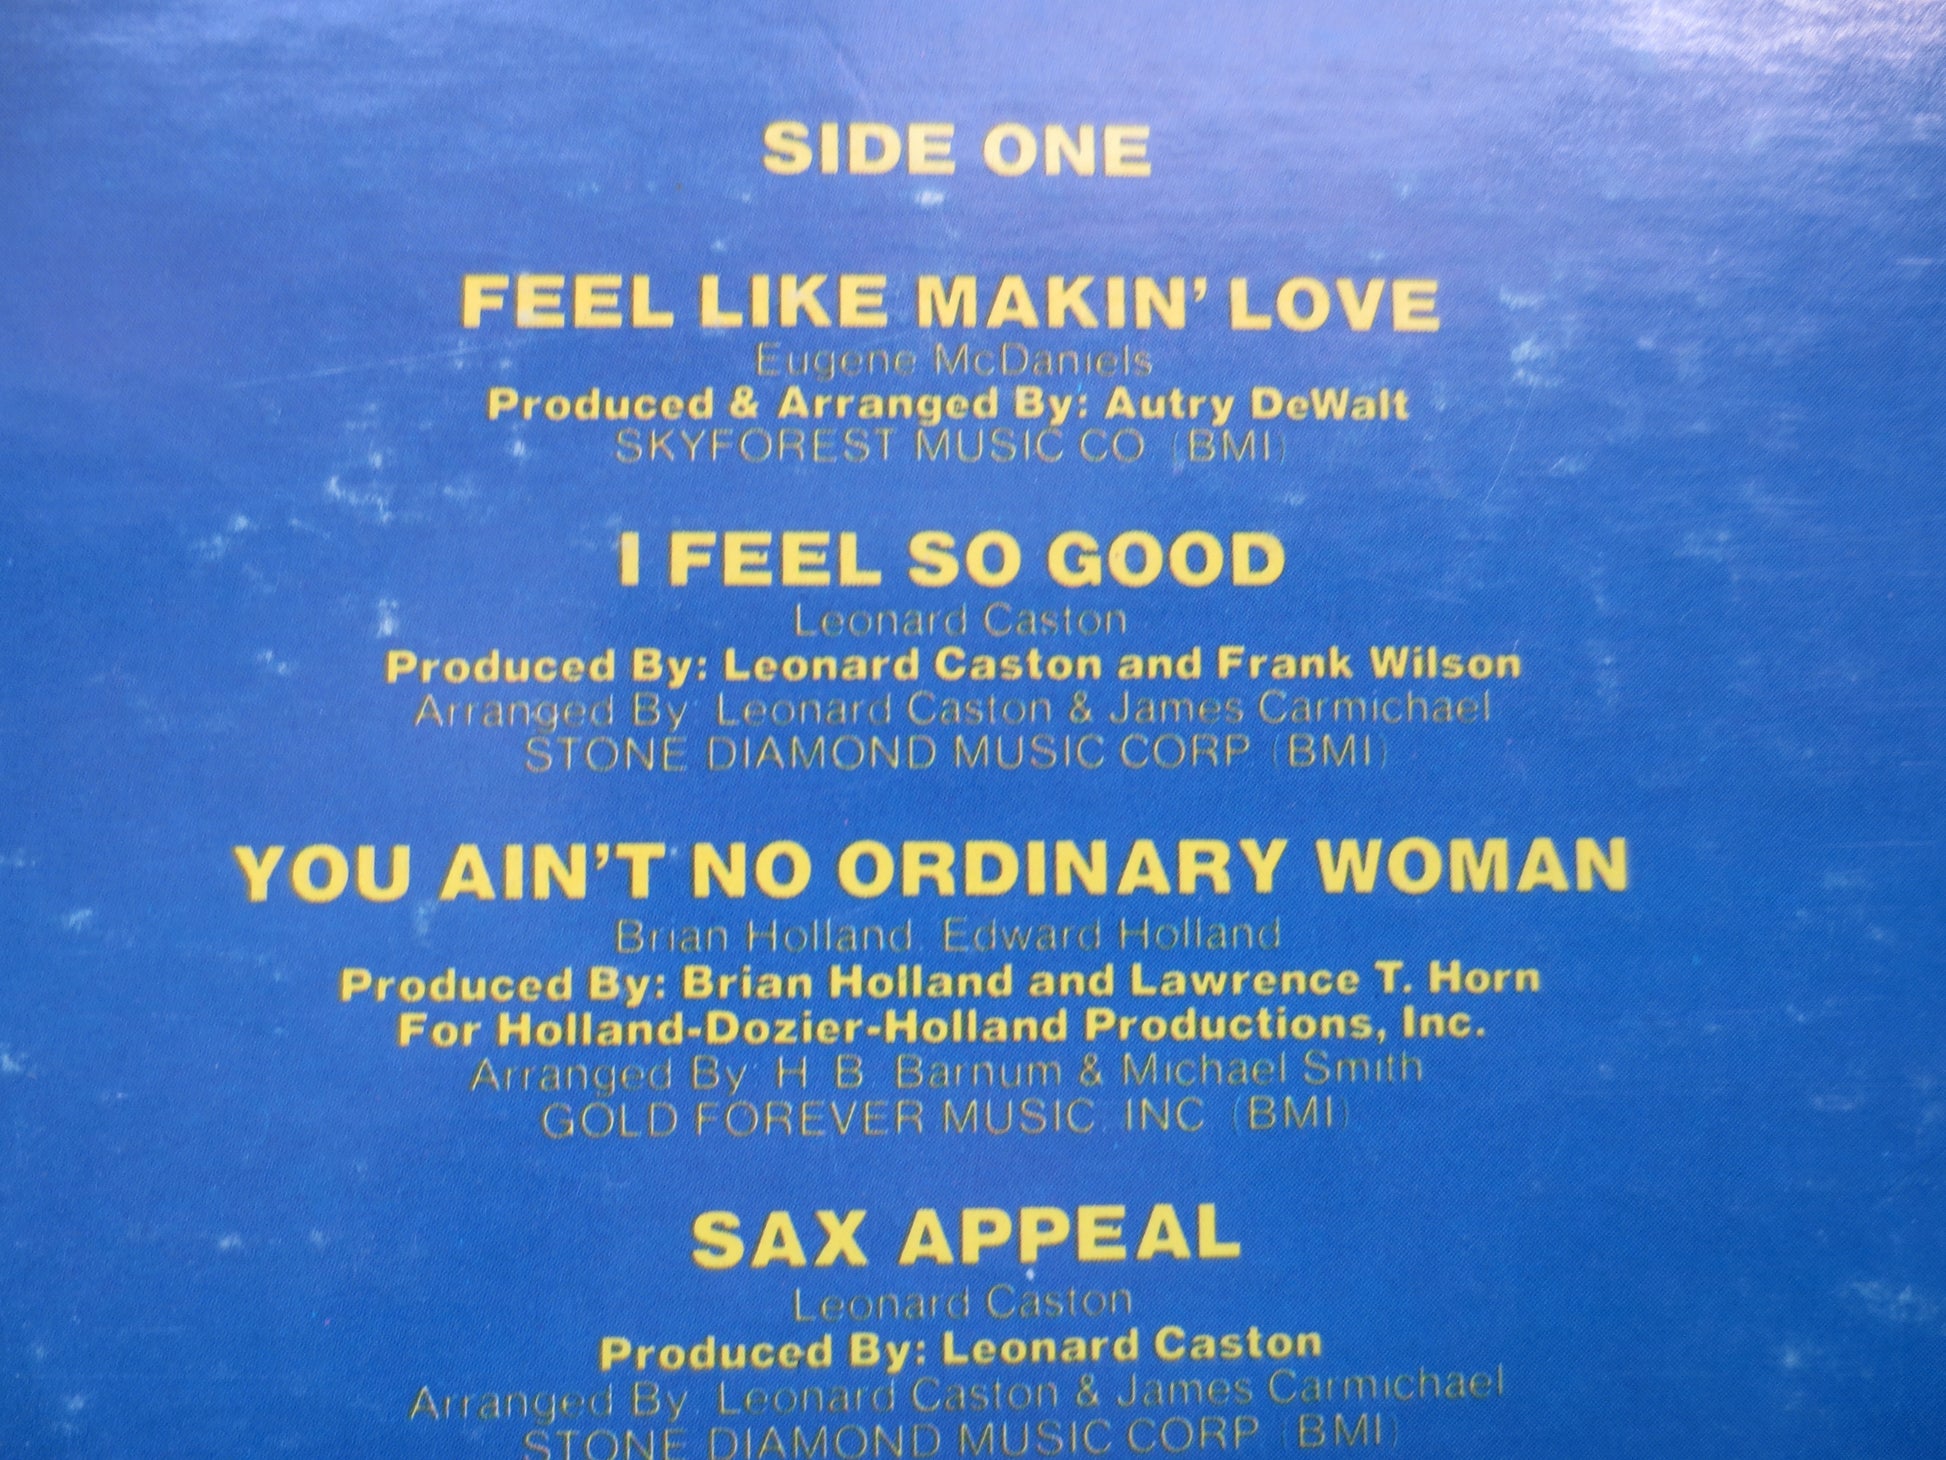 SIDE ONE
FEEL LIKE MAKIN' LOVE
Eugene McDaniels
Produced & Arranged By: Autry DeWalt
SKYFOREST MUSIC CO. (BMI)
I FEEL SO GOOD
Leonard Caston
Produced By: Leonard Caston and Frank Wilson
Arranged By: Leonard Caston & James Carmichael
STONE DIAMOND MUSIC CORP. (BMI)
YOU AIN'T NO ORDINARY WOMAN
Brian Holland, Edward Holland
Produced By: Brian Holland and Lawrence T. Horn
For Holland-Dozier-Holland Productions, Inc.
Arranged By: H. B. Barnum & Michael Smith
GOLD FOREVER MUSIC, INC. (BMI)
SAX APPEAL
Leonard Caston
Produced By: Leonard Caston
Arranged By: Leonard Caston & James Carmichael
STONE DIAMOND MUSIC CORP. (BMI)